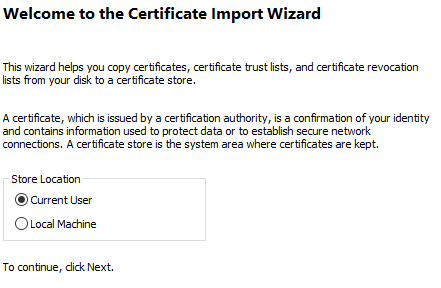 Welcome to the Certificate Import Wizard
This wizard helps you copy certificates, certificate trust lists, and certificate revocation
lists from your disk to a certificate store.
A certificate, which is issued by a certification authority, is a confirmation of your identity
and contains information used to protect data or to establish secure network
connections. A certificate store is the system area where certificates are kept.
Store Location
Current User
Local Machine
To continue, click Next.